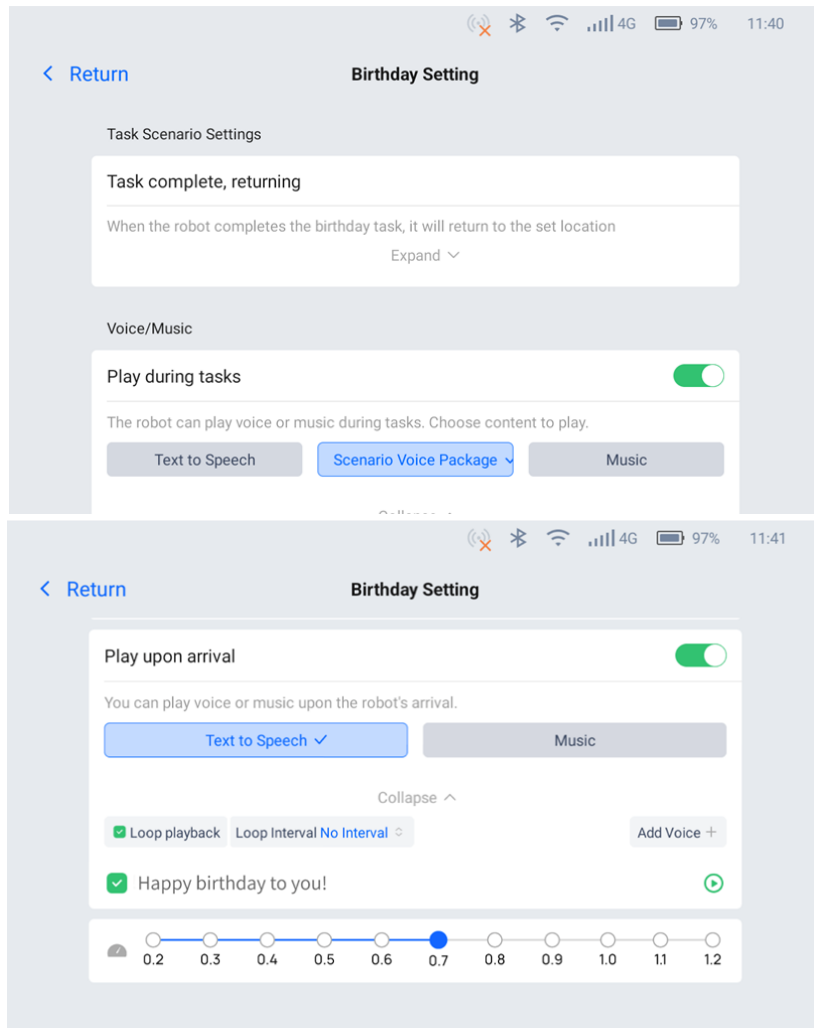 4G 97% 11:40
Return Birthday Setting
Task Scenario Settings
Task complete, returning
When the robot completes the birthday task, it will return to the set location
Expand
Voice/Music
Play during tasks
The robot can play voice or music during tasks. Choose content to play.
Text to Speech Scenario Voice Package Music
4G 97% 11:41
Return Birthday Setting
Play upon arrival
You can play voice or music upon the robot's arrival.
Text to Speech Music
Collapse
Loop playback Loop Interval No Interval Add Voice
Happy birthday to you!
0.2 0.3 0.4 0.5 0.6 0.7 0.8 0.9 1.0 1.1 1.2